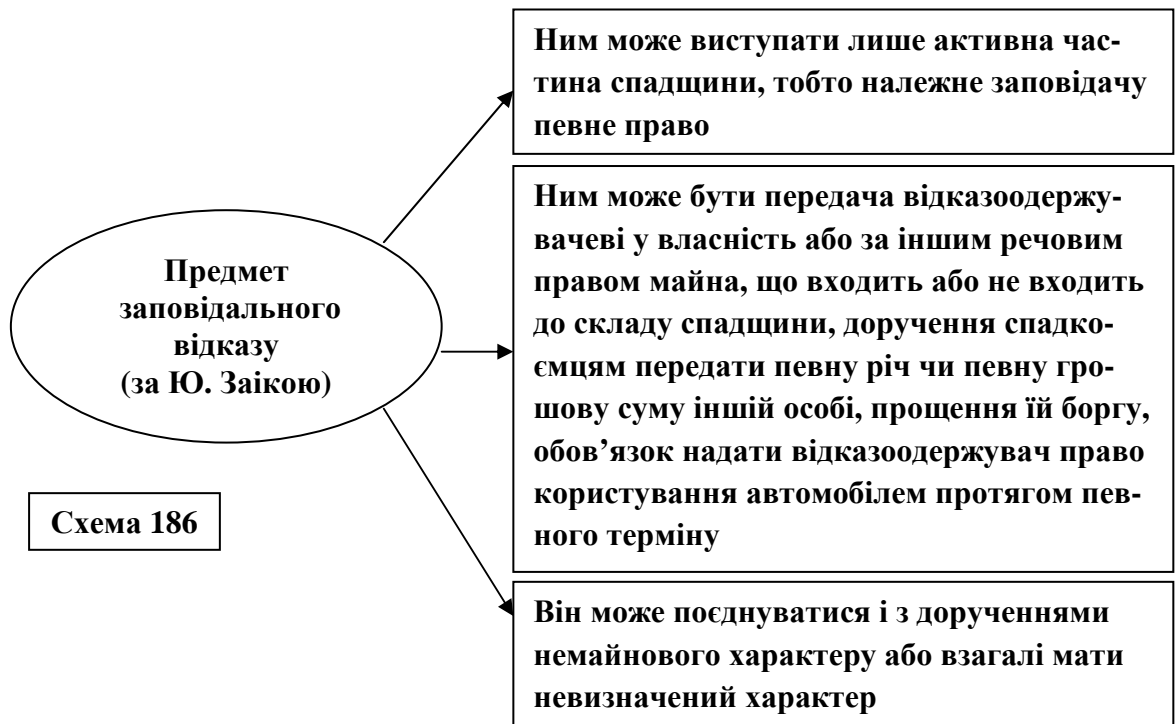 Ним може виступати лише активна час-
тина спадщини, тобто належне заповідачу
певне право
Ним може бути передача відказоодержу-
вачеві у власність або за іншим речовим
правом майна, що входить або не входить
до складу спадщини, доручення спадко-
ємцям передати певну річ чи певну гро-
шову суму іншій особі, прощення їй боргу,
обов’язок надати відказоодержувач право
користування автомобілем протягом пев-
ного терміну
Він може поєднуватися і з дорученнями
немайнового характеру або взагалі мати
невизначений характер
Предмет
заповідального
відказу
(за Ю. Заікою)
Схема 186